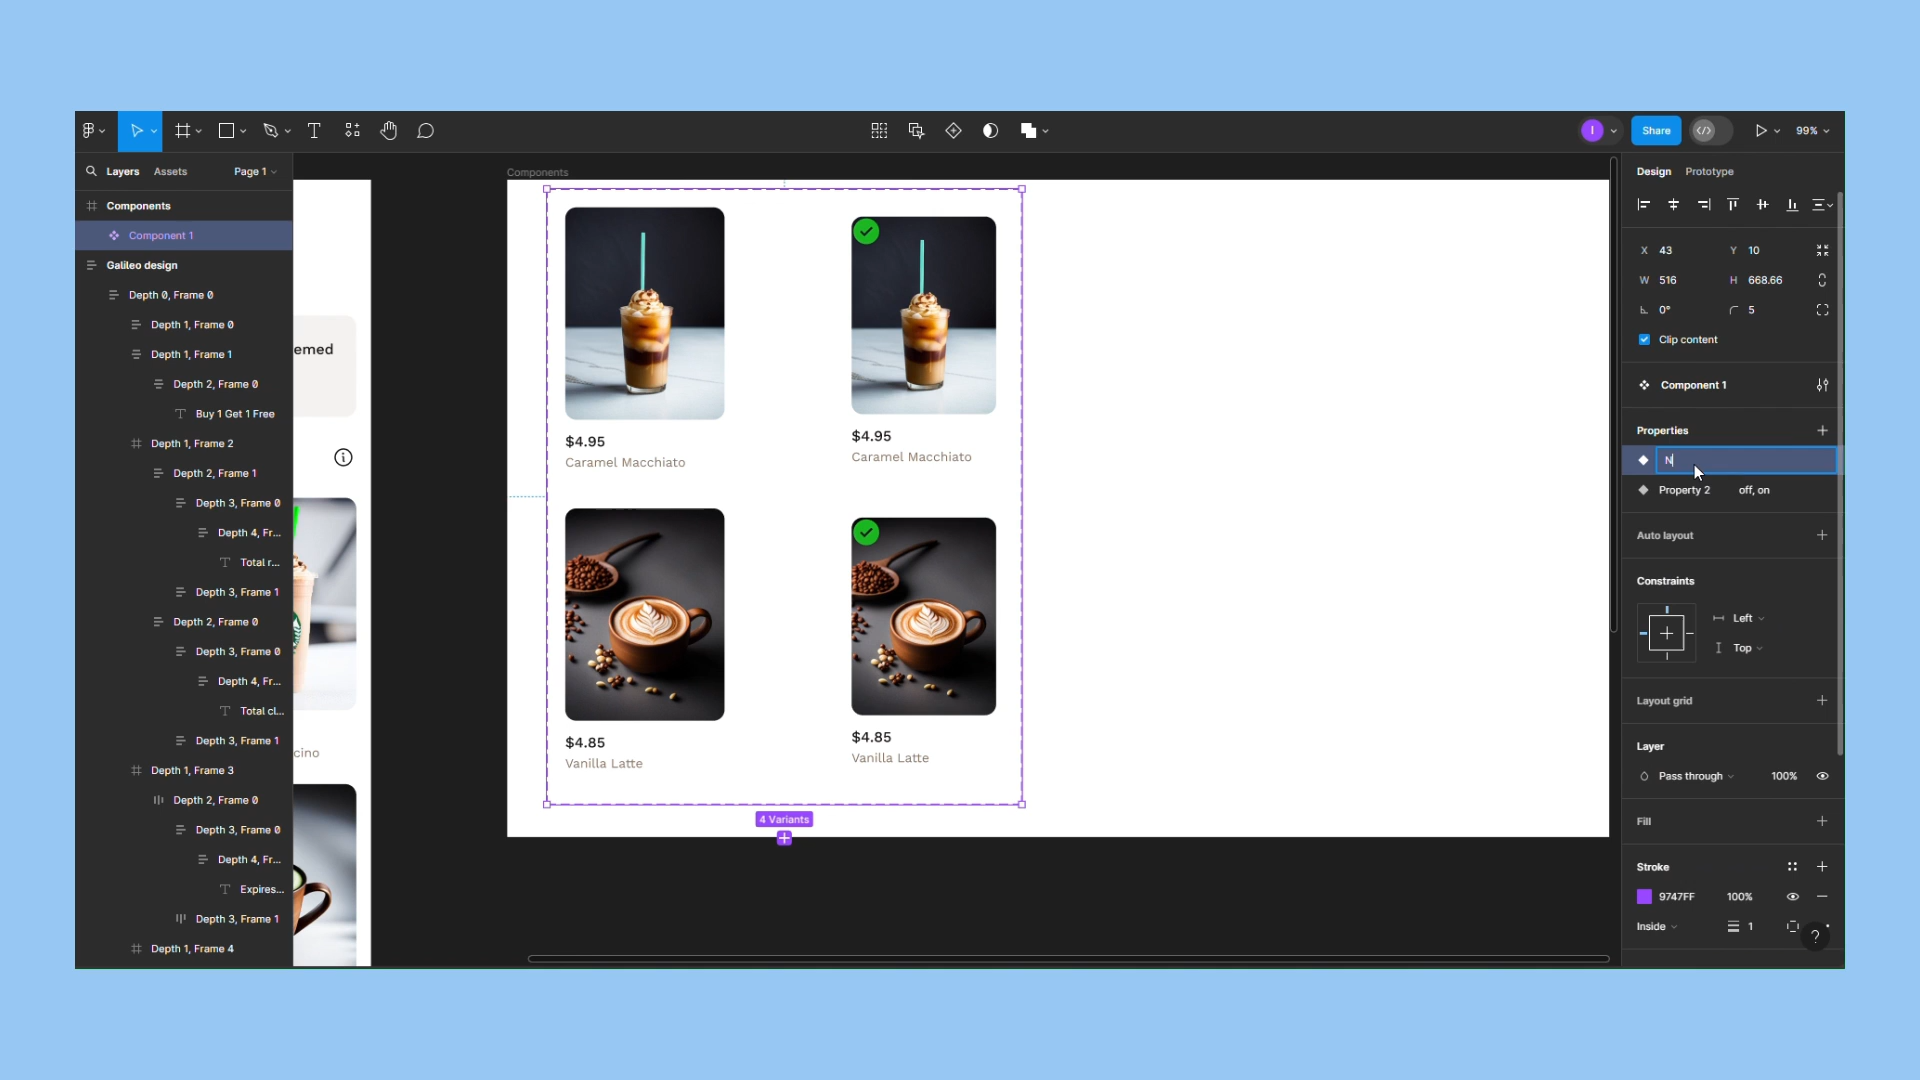 I
Share
99%
Layers
Assets
Page 1
Components
Component 1
Galileo design
Depth 0, Frame 0
Depth 1, Frame 0
Depth 1, Frame 1
Depth 2, Frame 0
Buy 1 Get 1 Free
Depth 1, Frame 2
Depth 2, Frame 1
Depth 3, Frame 0
Depth 4, Fr...
Total r...
Depth 3, Frame 1
Depth 2, Frame 0
Depth 3, Frame 0
Depth 4, Fr...
Total cl...
Depth 3, Frame 1
Depth 1, Frame 3
Depth 2, Frame 0
Depth 3, Frame 0
Depth 4, Fr...
Expires...
Depth 3, Frame 1
Depth 1, Frame 4
emed
cino
Components
$4.95
Caramel Macchiato
$4.95
Caramel Macchiato
$4.85
Vanilla Latte
$4.85
Vanilla Latte
4 Variants
Design
Prototype
X 43
Y 10
W 516
H 668.66
0°
5
Clip content
Component 1
Properties
N
Property 2
off, on
Auto layout
Constraints
Left
Top
Layout grid
Layer
Pass through
100%
Fill
Stroke
9747FF
100%
Inside
1
?